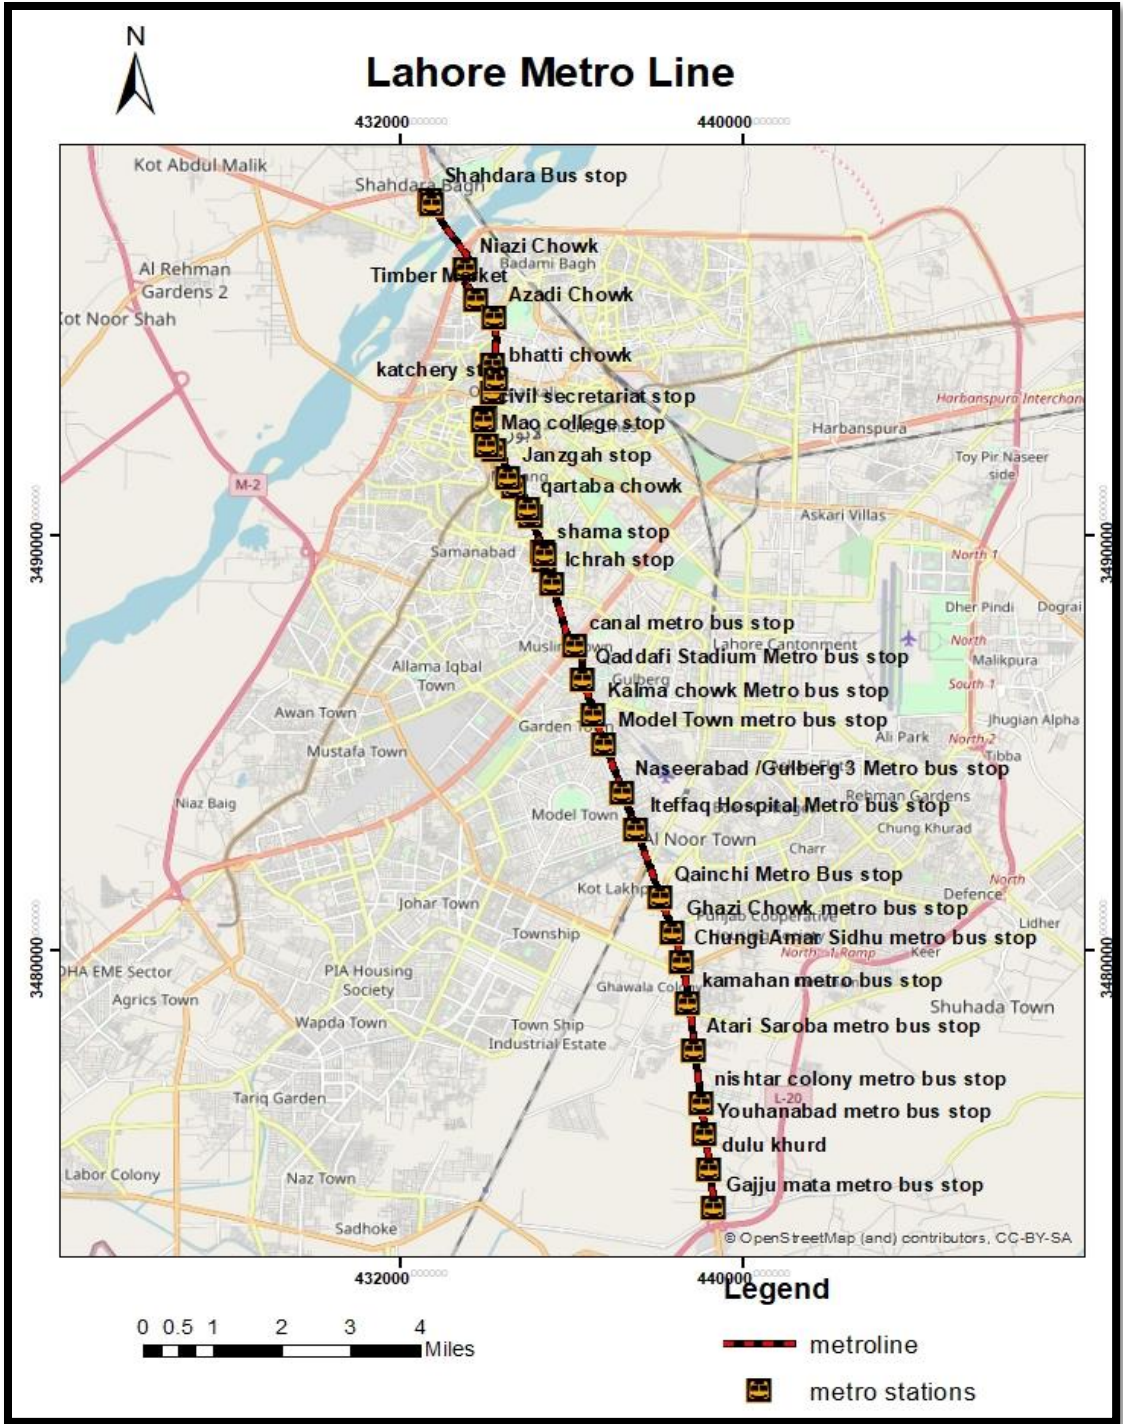 N
Lahore Metro Line
432000
440000
Kot Abdul Malik
Shahdara Bus stop
Shahdara Bagh
Niazi Chowk
Badami Bagh
Al Rehman
Gardens 2
Timber Market
Azadi Chowk
Kot Noor Shah
bhatti chowk
katchery stop
civil secretariat stop
Harbanspura Interchan
Mao college stop
Harbanspura
Janzgah stop
Toy Pir Naseer
side
M-2
qartaba chowk
Askari Villas
3490000
3490000
shama stop
Samanabad
Ichrah stop
North 1
Dher Pindi
Dograi
canal metro bus stop
Muslim Town
Lahore Cantonment
North
Qaddafi Stadium Metro bus stop
Malikpura
Allama Iqbal
Town
Gulberg
South 1
Kalma chowk Metro bus stop
Awan Town
Garden Town
Model Town metro bus stop
Jhugian Alpha
Ali Park
North 2
Mustafa Town
Tibba
Naseerabad /Gulberg 3 Metro bus stop
Niaz Baig
Rehman Gardens
Iteffaq Hospital Metro bus stop
Model Town
Chung Khurad
Al Noor Town
Charr
Qainchi Metro Bus stop
North
Kot Lakhp
Defence
Johar Town
Ghazi Chowk metro bus stop
Punjab Cooperative
Housing Society
Lidher
Township
Chungi Amar Sidhu metro bus stop
North 1 Ramp
Keer
3480000
3480000
DHA EME Sector
PIA Housing
Society
kamahan metro bus stop
Ghawala Colony
Agrics Town
Shuhada Town
Wapda Town
Town Ship
Industrial Estate
Atari Saroba metro bus stop
nishtar colony metro bus stop
Tariq Garden
L-20
Youhanabad metro bus stop
dulu khurd
Labor Colony
Naz Town
Gajju mata metro bus stop
Sadhoke
© OpenStreetMap (and) contributors, CC-BY-SA
432000
440000
Legend
0 0.5 1 2 3 4
Miles
metroline
metro stations